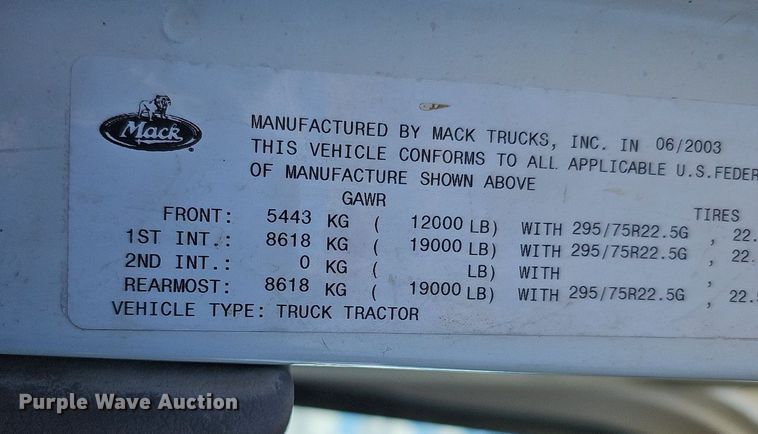 Mack
MANUFACTURED BY MACK TRUCKS, INC. IN 06/2003
THIS VEHICLE CONFORMS TO ALL APPLICABLE U.S.FEDER
OF MANUFACTURE SHOWN ABOVE
GAWR TIRES
FRONT: 5443 KG ( 12000 LB) WITH 295/75R22.5G , 22.
1ST INT.: 8618 KG ( 19000 LB) WITH 295/75R22.5G , 22.
2ND INT.: 0 KG ( LB) WITH ,
REARMOST: 8618 KG ( 19000 LB) WITH 295/75R22.5G , 22.5
VEHICLE TYPE: TRUCK TRACTOR
Purple Wave Auction